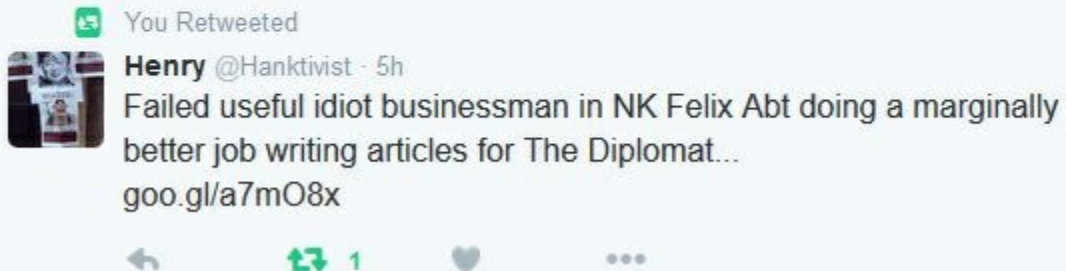 You Retweeted
Henry @Hanktivist · 5h
Failed useful idiot businessman in NK Felix Abt doing a marginally
better job writing articles for The Diplomat...
goo.gl/a7mO8x
1